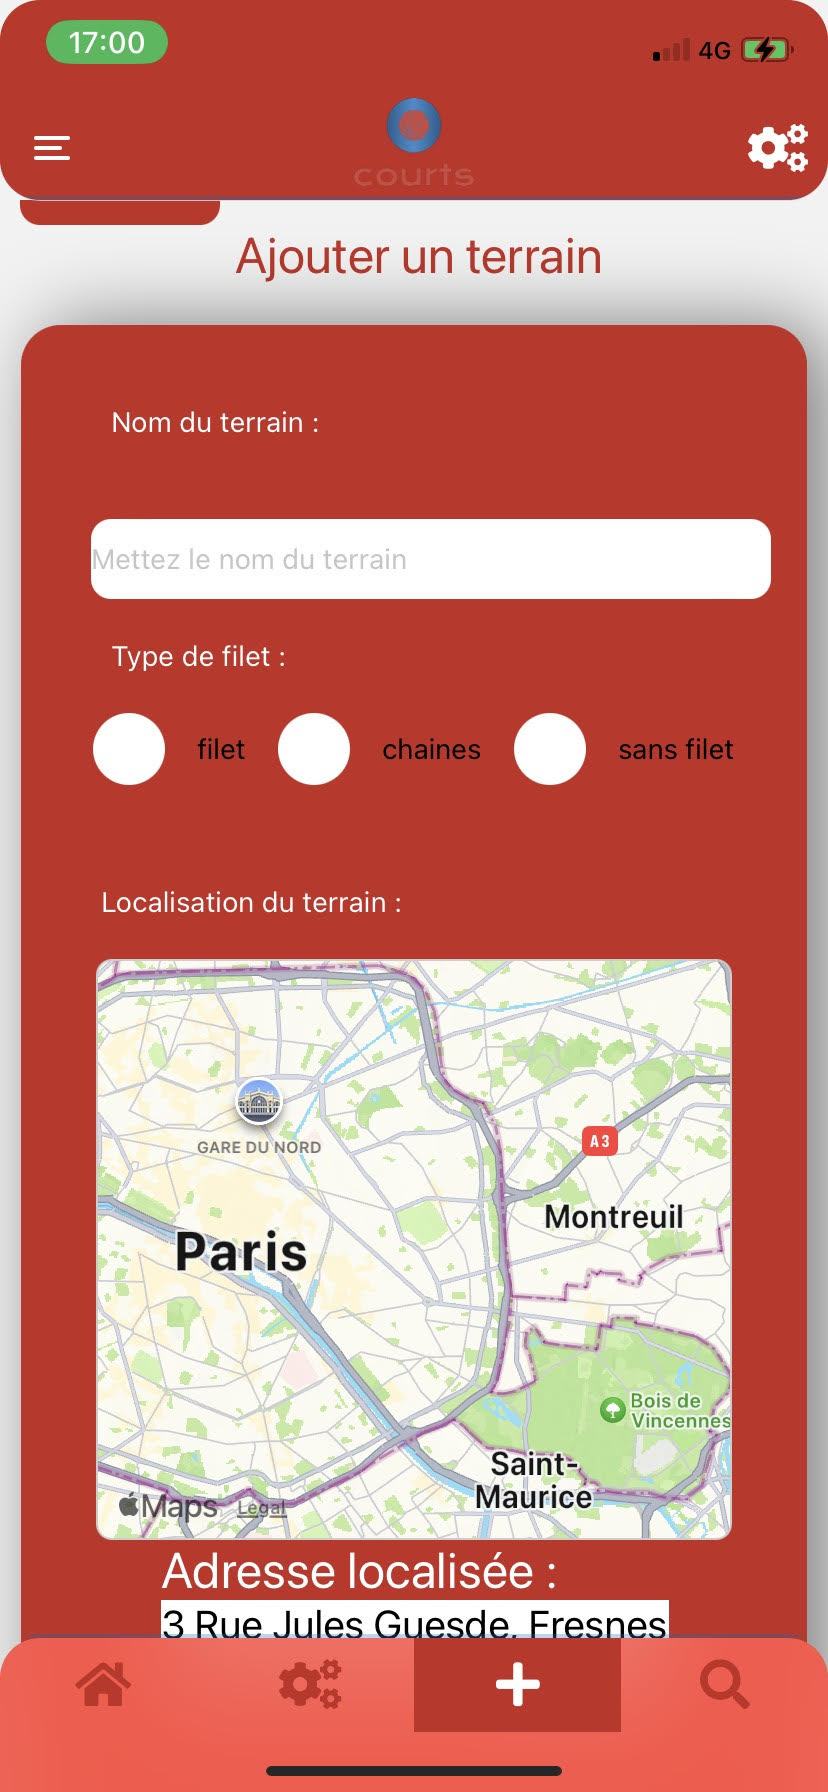 17:00
4G
courts
Ajouter un terrain
Nom du terrain :
Mettez le nom du terrain
Type de filet :
filet
chaines
sans filet
Localisation du terrain :
GARE DU NORD
A3
Montreuil
Paris
Bois de
Vincennes
Saint-
Maurice
Maps
Legal
Adresse localisée :
3 Rue Jules Guesde, Fresnes